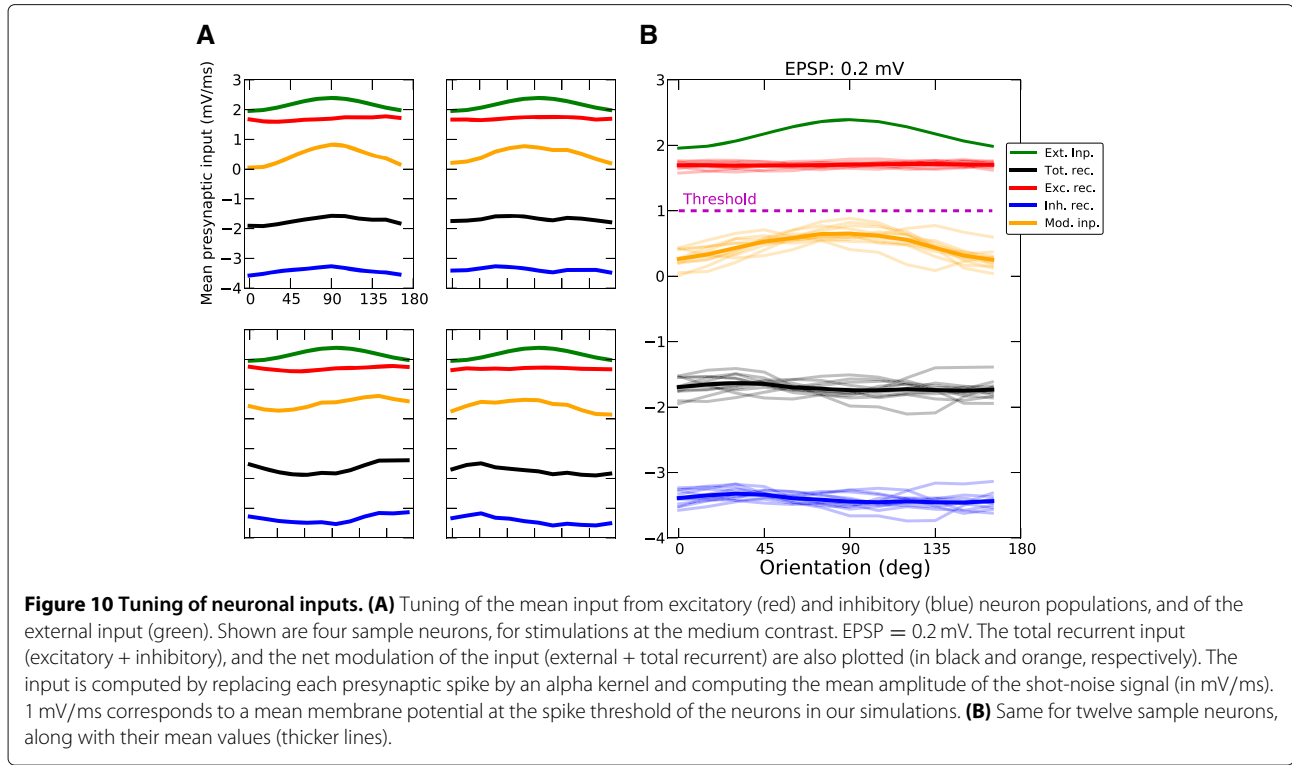 A
B
EPSP: 0.2 mV
Mean presynaptic input (mV/ms)
3
2
1
0
−1
−2
−3
−4
0 45 90 135 180
3
2
1
0
−1
−2
−3
−4
Threshold
Ext. Inp.
Tot. rec.
Exc. rec.
Inh. rec.
Mod. inp.
0 45 90 135 180
Orientation (deg)
Figure 10 Tuning of neuronal inputs. (A) Tuning of the mean input from excitatory (red) and inhibitory (blue) neuron populations, and of the
external input (green). Shown are four sample neurons, for stimulations at the medium contrast. EPSP = 0.2 mV. The total recurrent input
(excitatory + inhibitory), and the net modulation of the input (external + total recurrent) are also plotted (in black and orange, respectively). The
input is computed by replacing each presynaptic spike by an alpha kernel and computing the mean amplitude of the shot-noise signal (in mV/ms).
1 mV/ms corresponds to a mean membrane potential at the spike threshold of the neurons in our simulations. (B) Same for twelve sample neurons,
along with their mean values (thicker lines).